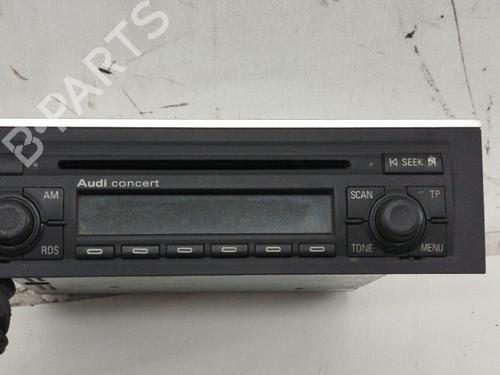 B-PARTS
SEEK
Audi concert
AM
SCAN
TP
RDS
TONE
MENU